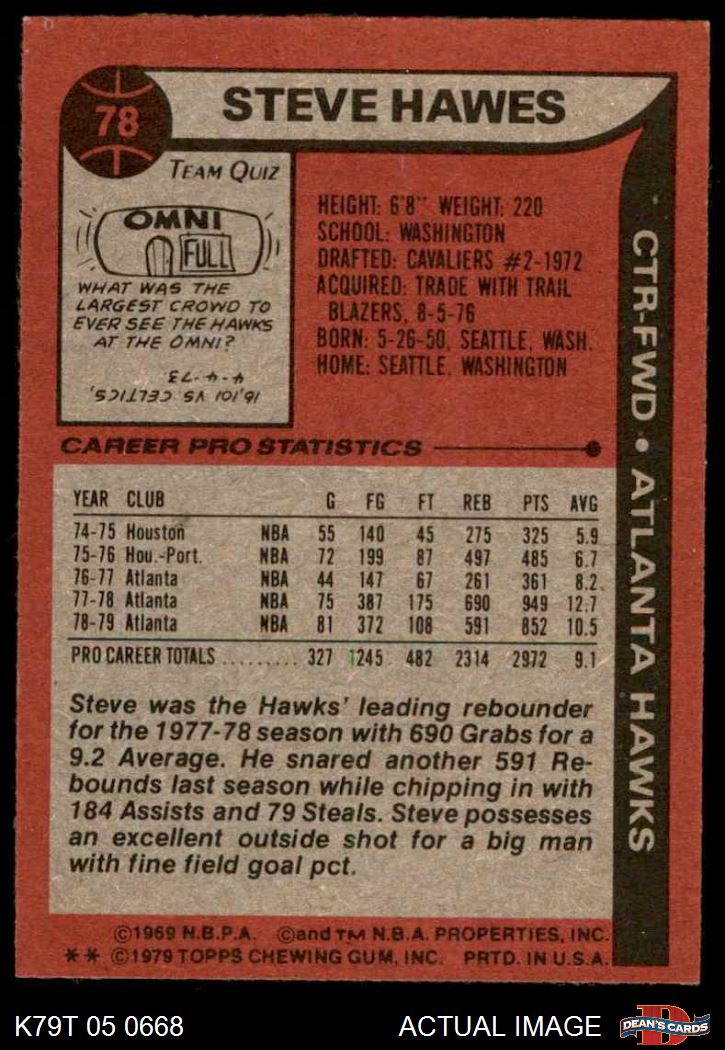 78
STEVE HAWES
TEAM QUIZ
OMNI
FULL
WHAT WAS THE
LARGEST CROWD TO
EVER SEE THE HAWKS
AT THE OMNI?
16,101 VS CELTICS,
4-4-73
HEIGHT: 6'8" WEIGHT: 220
SCHOOL: WASHINGTON
DRAFTED: CAVALIERS #2-1972
ACQUIRED: TRADE WITH TRAIL
BLAZERS, 8-5-76
BORN: 5-26-50, SEATTLE, WASH.
HOME: SEATTLE, WASHINGTON
CTR-FWD • ATLANTA HAWKS
CAREER PRO STATISTICS
YEAR CLUB G FG FT REB PTS AVG
74-75 Houston NBA 55 140 45 275 325 5.9
75-76 Hou.-Port. NBA 72 199 87 497 485 6.7
76-77 Atlanta NBA 44 147 67 261 361 8.2
77-78 Atlanta NBA 75 387 175 690 949 12.7
78-79 Atlanta NBA 81 372 108 591 852 10.5
PRO CAREER TOTALS ......... 327 1245 482 2314 2972 9.1
Steve was the Hawks' leading rebounder
for the 1977-78 season with 690 Grabs for a
9.2 Average. He snared another 591 Re-
bounds last season while chipping in with
184 Assists and 79 Steals. Steve possesses
an excellent outside shot for a big man
with fine field goal pct.
©1969 N.B.P.A. ©and TM N.B.A. PROPERTIES, INC.
** ©1979 TOPPS CHEWING GUM, INC. PRTD. IN U.S.A.
K79T 05 0668
ACTUAL IMAGE
D
DEAN'S CARDS